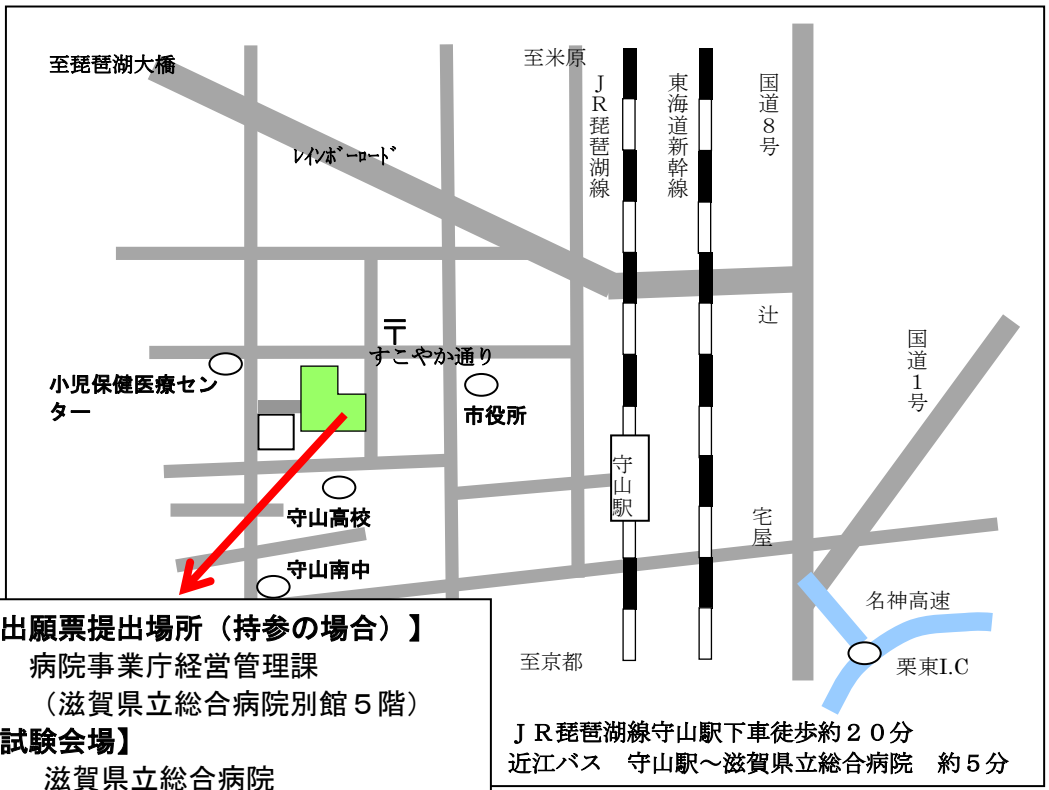 至琵琶湖大橋
至米原
ＪＲ琵琶湖線
東海道新幹線
国道８号
ﾚｲﾝﾎﾞｰﾛｰﾄﾞ
辻
〒
すこやか通り
国道１号
小児保健医療セン
ター
市役所
守山駅
守山高校
宅屋
守山南中
名神高速
栗東I.C
至京都
出願票提出場所（持参の場合）】
病院事業庁経営管理課
（滋賀県立総合病院別館５階）
試験会場】
滋賀県立総合病院
ＪＲ琵琶湖線守山駅下車徒歩約２０分
近江バス　守山駅～滋賀県立総合病院　約５分